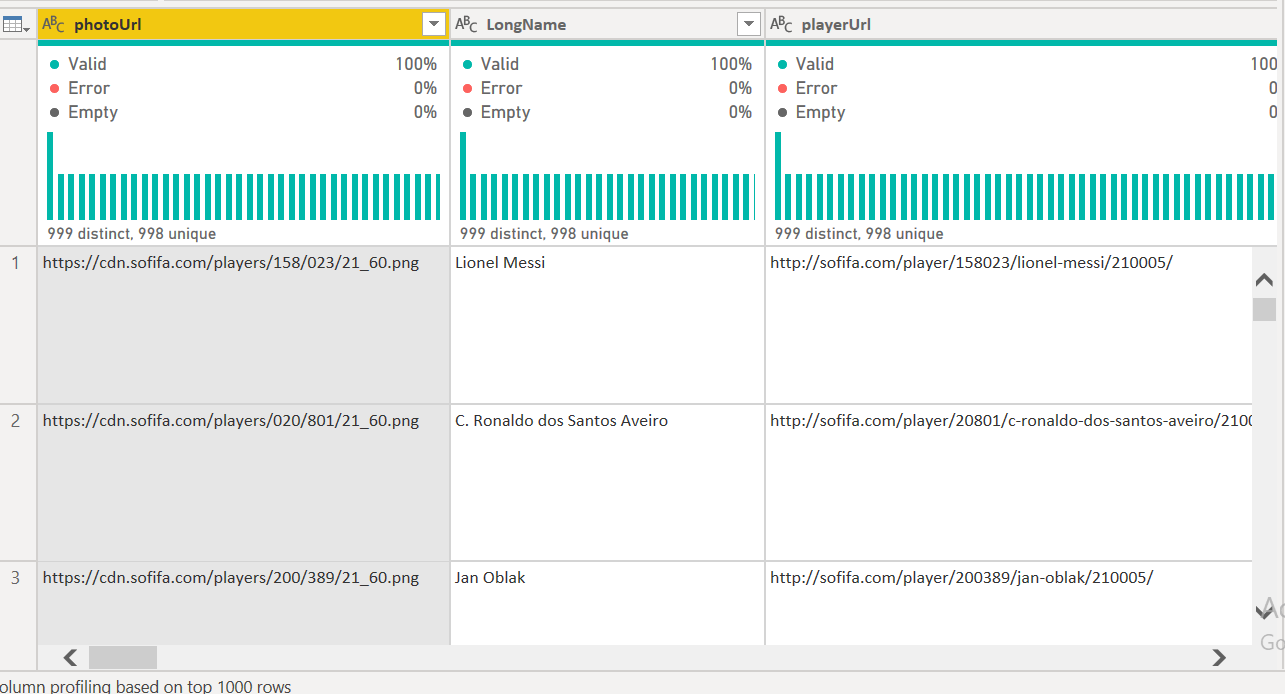 ABC photoUrl ABC LongName ABC playerUrl
Valid 100% Valid 100% Valid 100
Error 0% Error 0% Error 0
Empty 0% Empty 0% Empty 0
999 distinct, 998 unique 999 distinct, 998 unique 999 distinct, 998 unique
1 https://cdn.sofifa.com/players/158/023/21_60.png Lionel Messi http://sofifa.com/player/158023/lionel-messi/210005/
2 https://cdn.sofifa.com/players/020/801/21_60.png C. Ronaldo dos Santos Aveiro http://sofifa.com/player/20801/c-ronaldo-dos-santos-aveiro/2100
3 https://cdn.sofifa.com/players/200/389/21_60.png Jan Oblak http://sofifa.com/player/200389/jan-oblak/210005/
Ac
Go
olumn profiling based on top 1000 rows